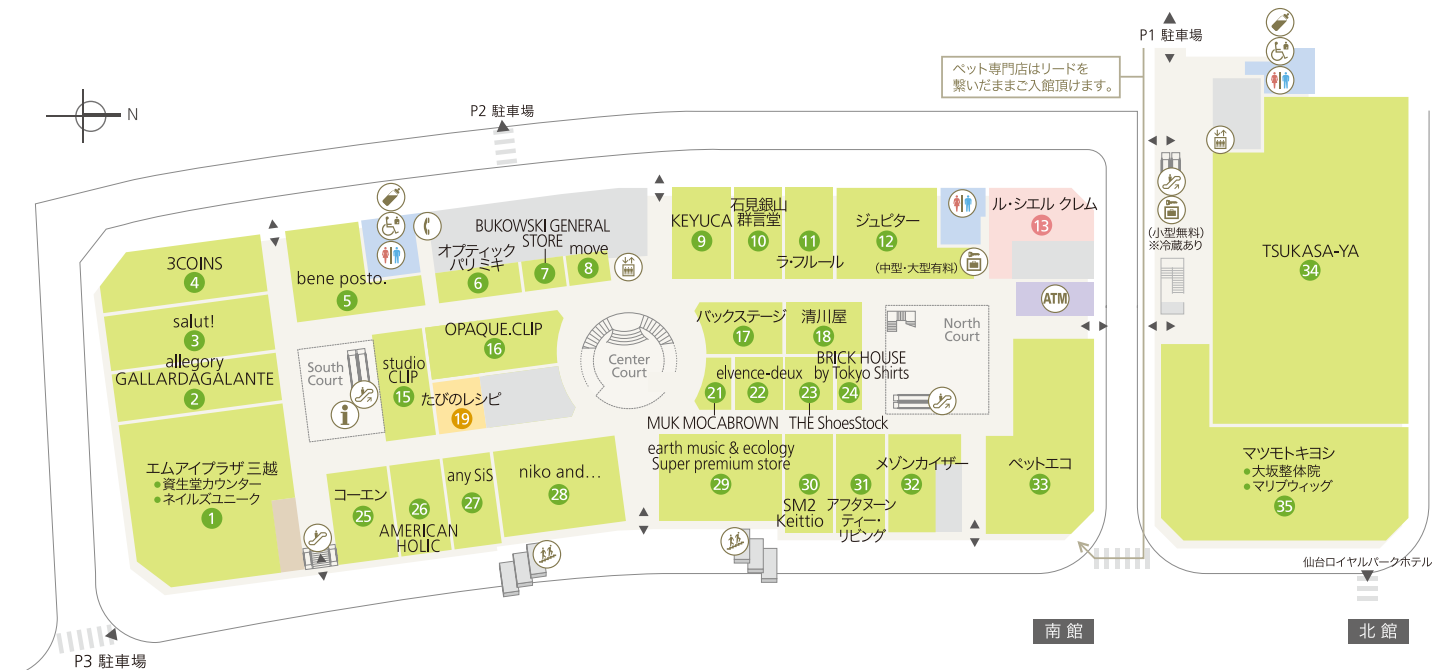 P1 駐車場
ペット専門店はリードを
繋いだままご入館頂けます。
N
P2 駐車場
3COINS
4
salut!
3
allegory
GALLARDAGALANTE
2
エムアイプラザ 三越
●資生堂カウンター
●ネイルズユニーク
1
bene posto.
5
オプティック
パリミキ
6
BUKOWSKI GENERAL
STORE
7
move
8
KEYUCA
9
石見銀山
群言堂
10
11
ラ・フルール
ジュピター
12
(中型・大型有料)
ル・シエル クレム
13
ATM
South
Court
i
studio
CLIP
15
OPAQUE.CLIP
16
たびのレシピ
19
Center
Court
バックステージ
17
清川屋
18
North
Court
elvence-deux
21
22
23
BRICK HOUSE
by Tokyo Shirts
24
MUK MOCABROWN
THE ShoesStock
コーエン
25
26
AMERICAN
HOLIC
any SiS
27
niko and...
28
earth music & ecology
Super premium store
29
30
SM2
Keittio
31
アフタヌーン
ティー・
リビング
メゾンカイザー
32
ペットエコ
33
(小型無料)
※冷蔵あり
TSUKASA-YA
34
マツモトキヨシ
●大坂整体院
●マリブウィッグ
35
仙台ロイヤルパークホテル
南館
北館
P3 駐車場